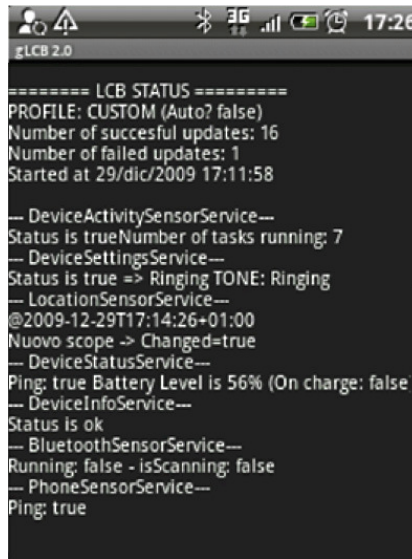 3G 17:26
gLCB 2.0
======== LCB STATUS =========
PROFILE: CUSTOM (Auto? false)
Number of succesful updates: 16
Number of failed updates: 1
Started at 29/dic/2009 17:11:58
--- DeviceActivitySensorService---
Status is trueNumber of tasks running: 7
--- DeviceSettingsService---
Status is true => Ringing TONE: Ringing
--- LocationSensorService---
@2009-12-29T17:14:26+01:00
Nuovo scope -> Changed=true
--- DeviceStatusService---
Ping: true Battery Level is 56% (On charge: false
--- DeviceInfoService---
Status is ok
--- BluetoothSensorService---
Running: false - isScanning: false
--- PhoneSensorService---
Ping: true